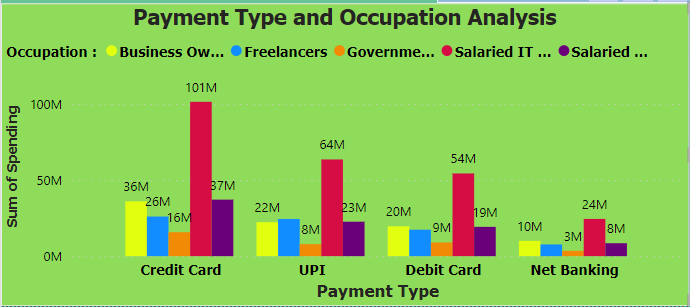 Payment Type and Occupation Analysis
Occupation : Business Ow... Freelancers Governme... Salaried IT ... Salaried ...
Sum of Spending
100M
50M
0M
36M 26M 16M 101M 37M
22M 8M 64M 23M
20M 9M 54M 19M
10M 3M 24M 8M
Credit Card UPI Debit Card Net Banking
Payment Type